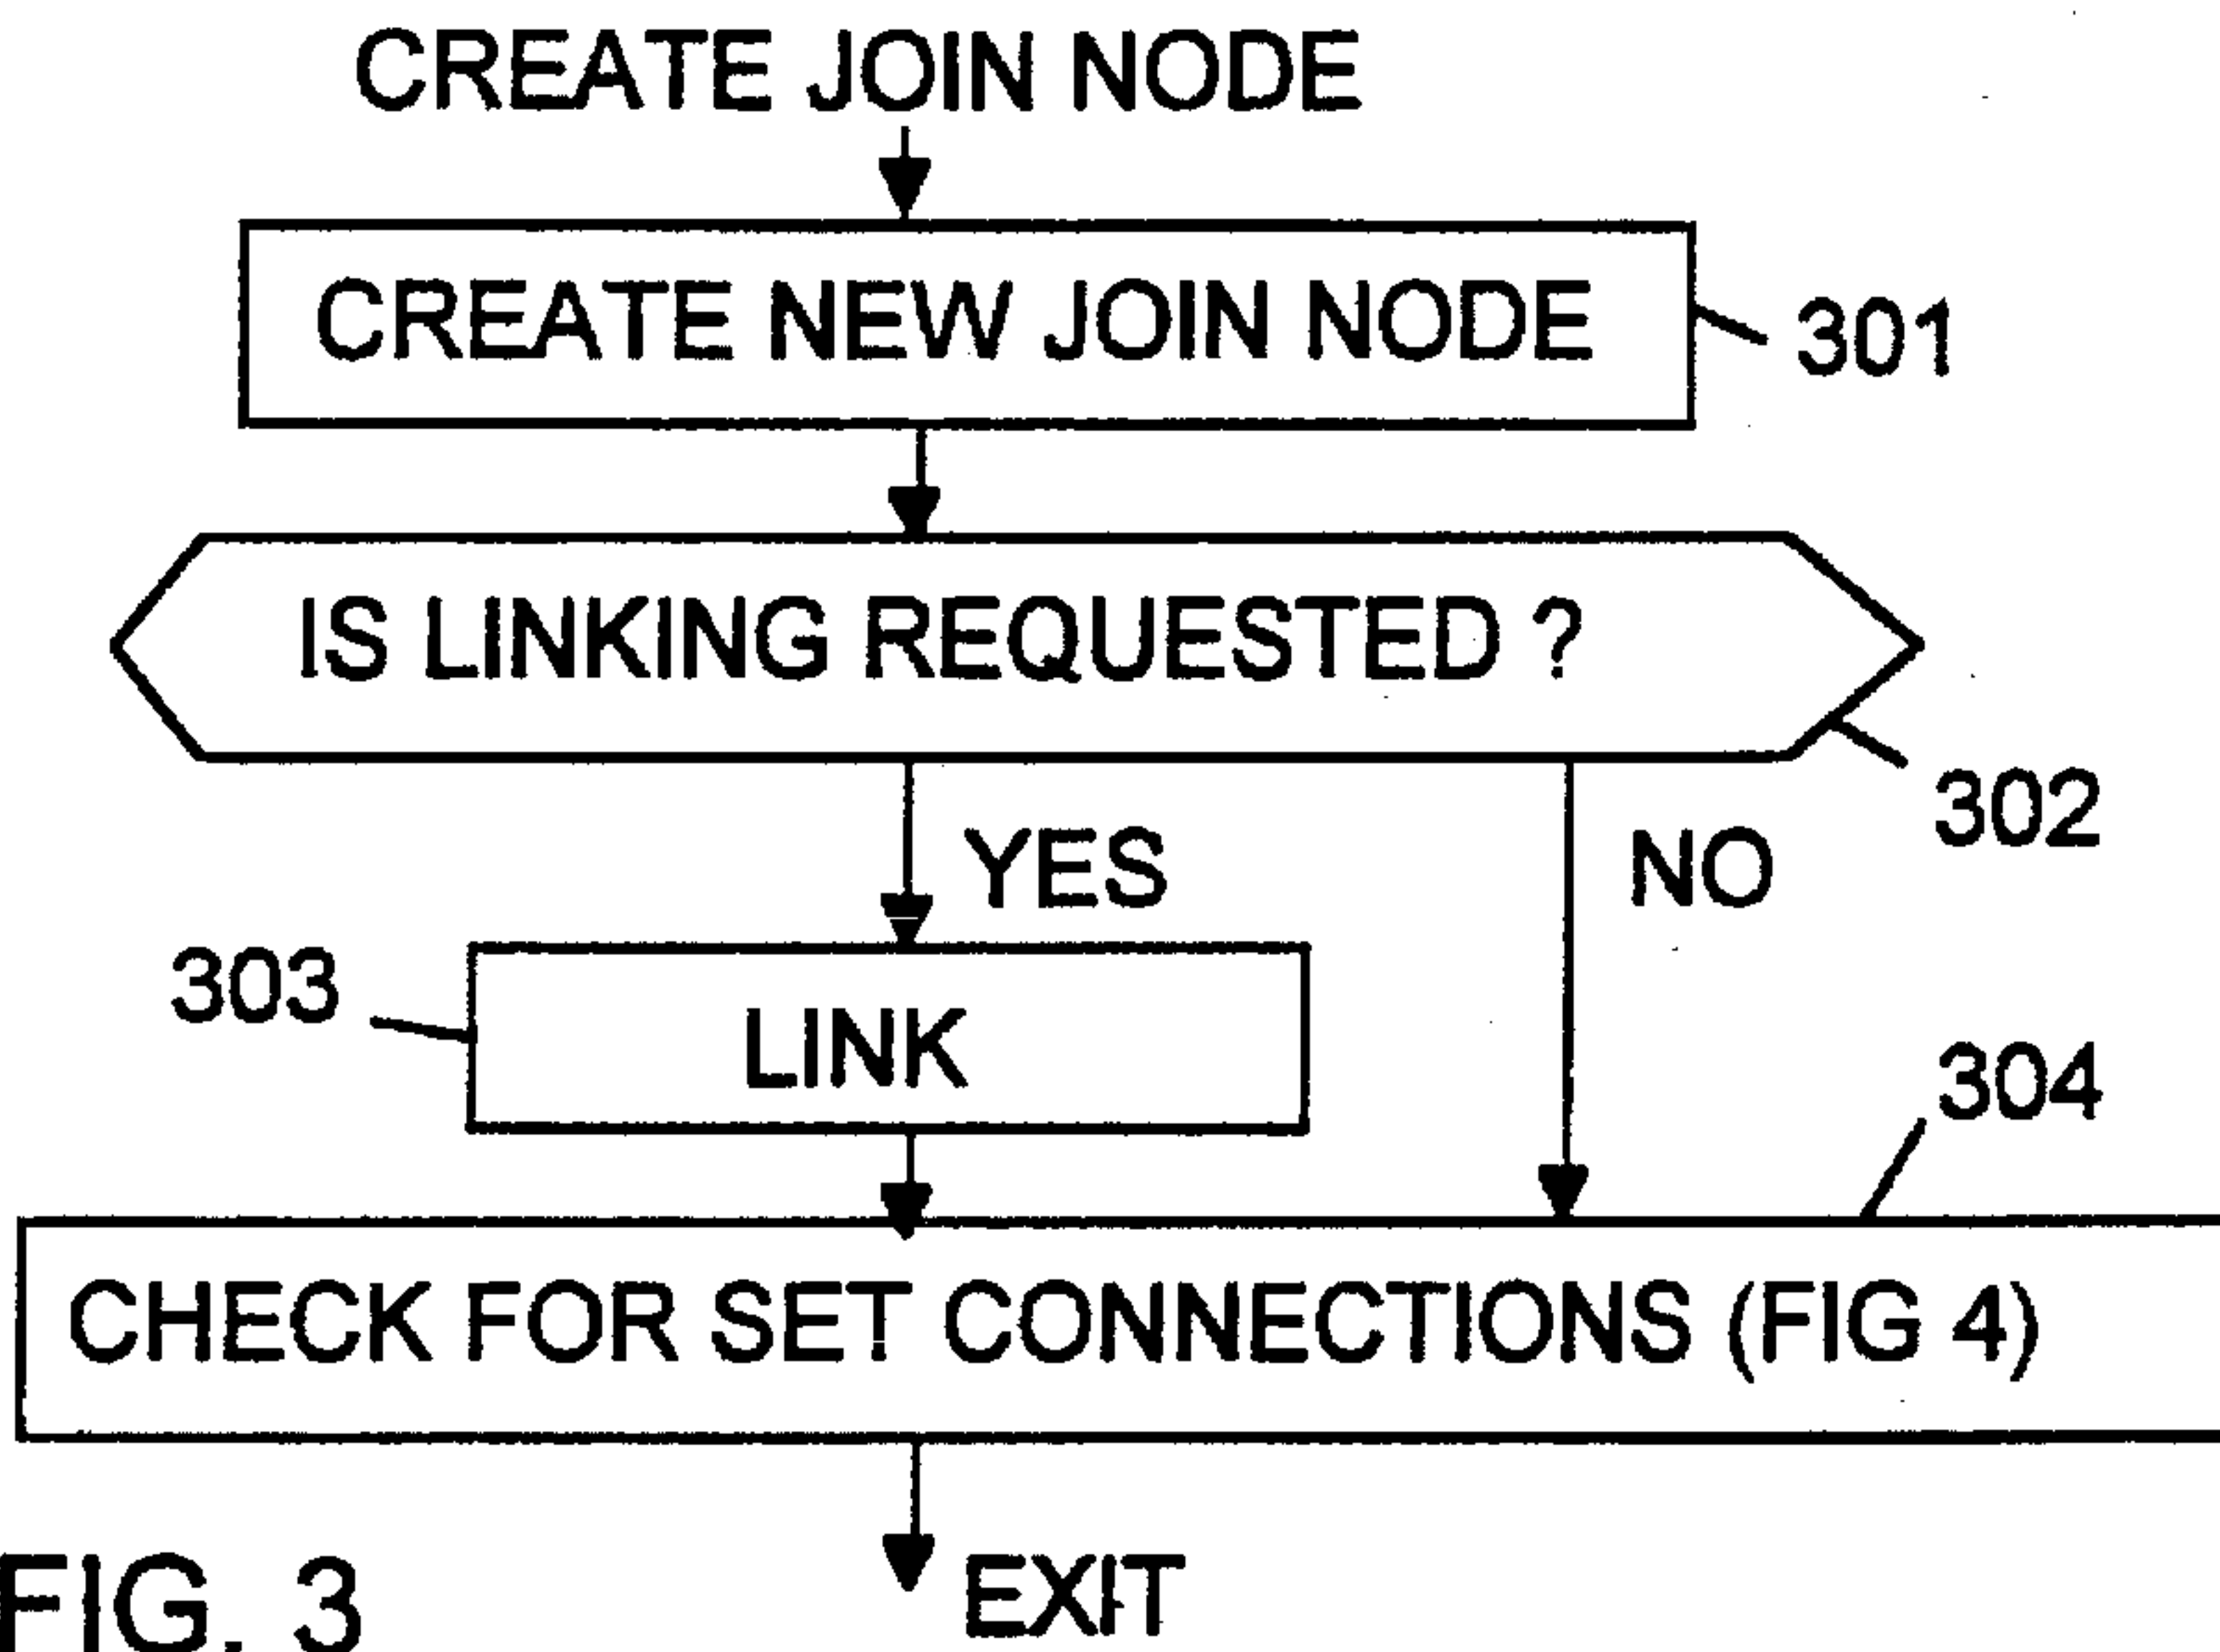 CREATE JOIN NODE
CREATE NEW JOIN NODE
301
IS LINKING REQUESTED ?
302
YES
NO
303
LINK
304
CHECK FOR SET CONNECTIONS (FIG 4)
EXIT
FIG. 3